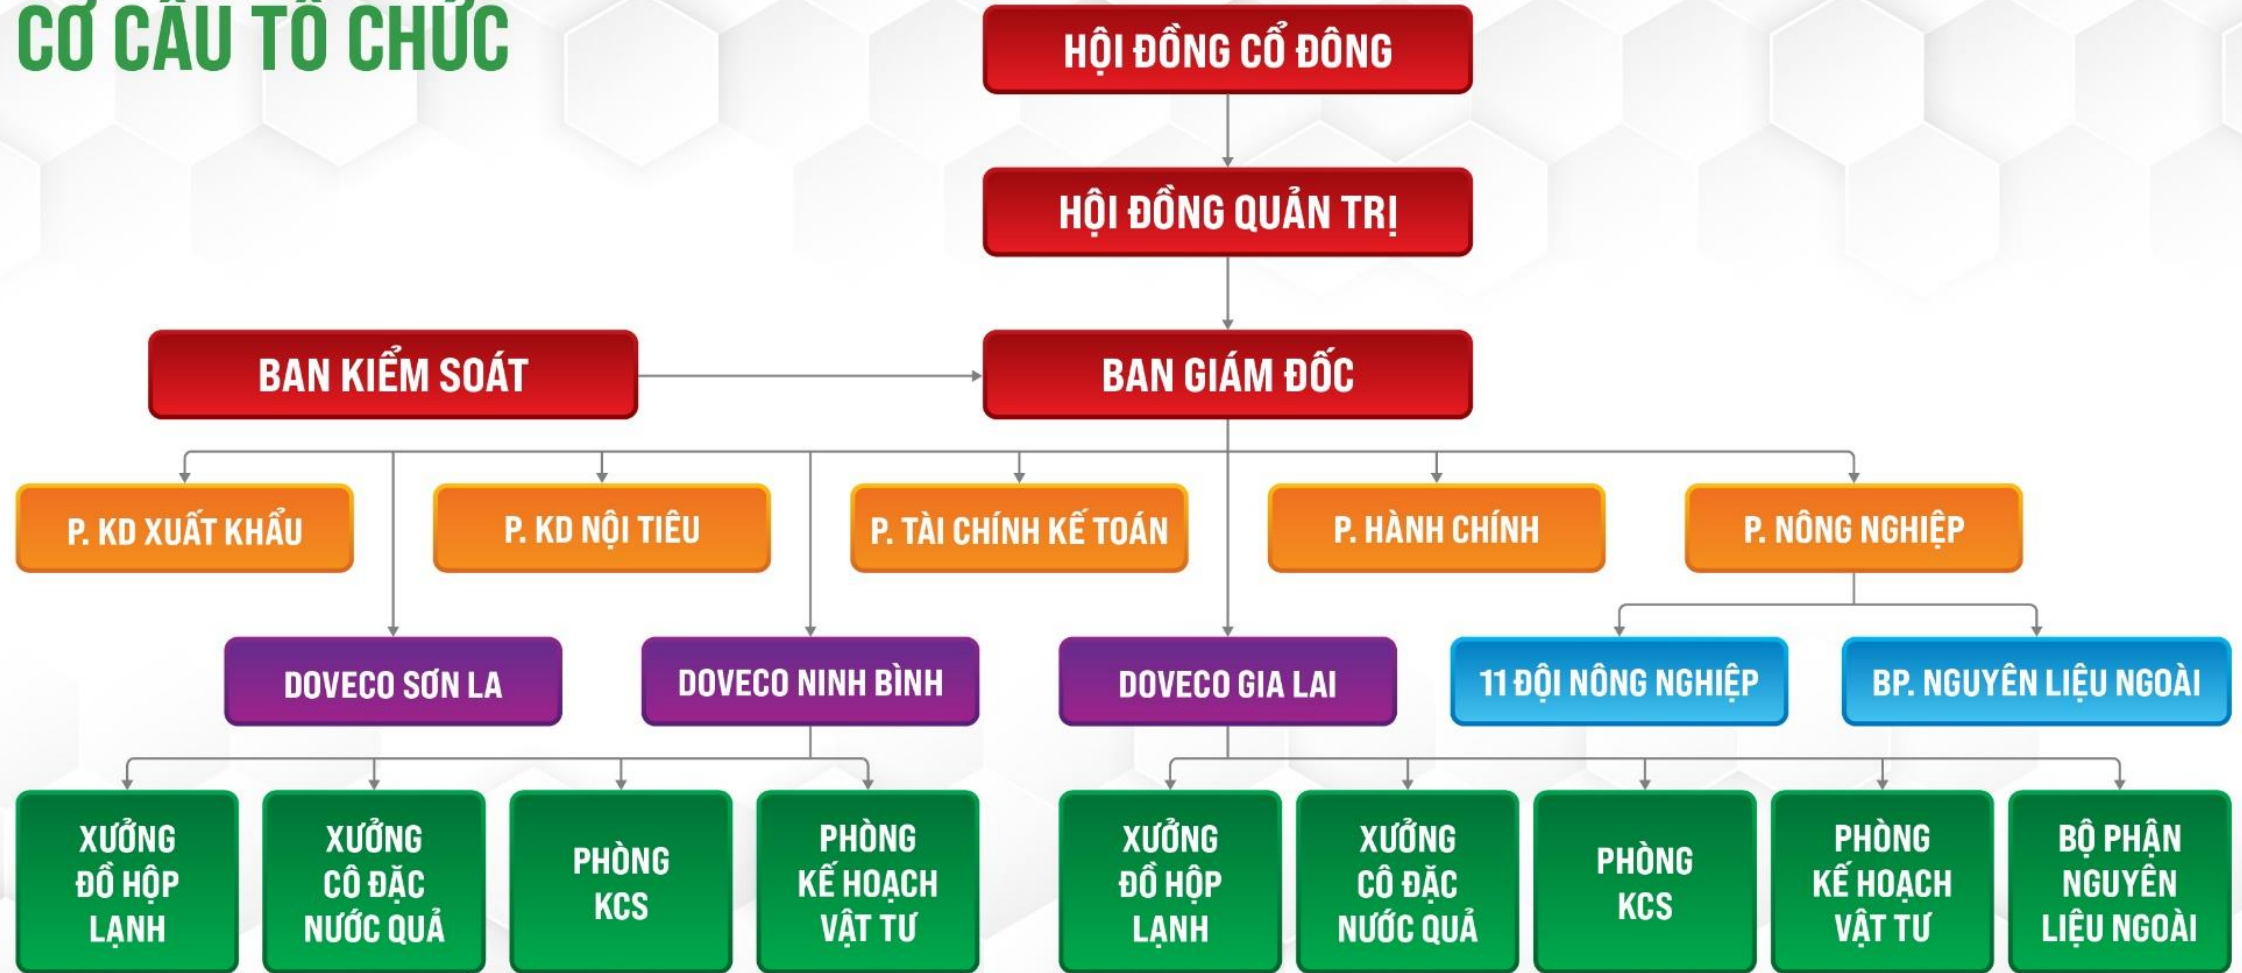 CƠ CẤU TỔ CHỨC
HỘI ĐỒNG CỔ ĐÔNG
HỘI ĐỒNG QUẢN TRỊ
BAN KIỂM SOÁT
BAN GIÁM ĐỐC
P. KD XUẤT KHẨU
P. KD NỘI TIÊU
P. TÀI CHÍNH KẾ TOÁN
P. HÀNH CHÍNH
P. NÔNG NGHIỆP
DOVECO SƠN LA
DOVECO NINH BÌNH
DOVECO GIA LAI
11 ĐỘI NÔNG NGHIỆP
BP. NGUYÊN LIỆU NGOÀI
XƯỞNG
ĐỒ HỘP
LẠNH
XƯỞNG
CÔ ĐẶC
NƯỚC QUẢ
PHÒNG
KCS
PHÒNG
KẾ HOẠCH
VẬT TƯ
XƯỞNG
ĐỒ HỘP
LẠNH
XƯỞNG
CÔ ĐẶC
NƯỚC QUẢ
PHÒNG
KCS
PHÒNG
KẾ HOẠCH
VẬT TƯ
BỘ PHẬN
NGUYÊN
LIỆU NGOÀI